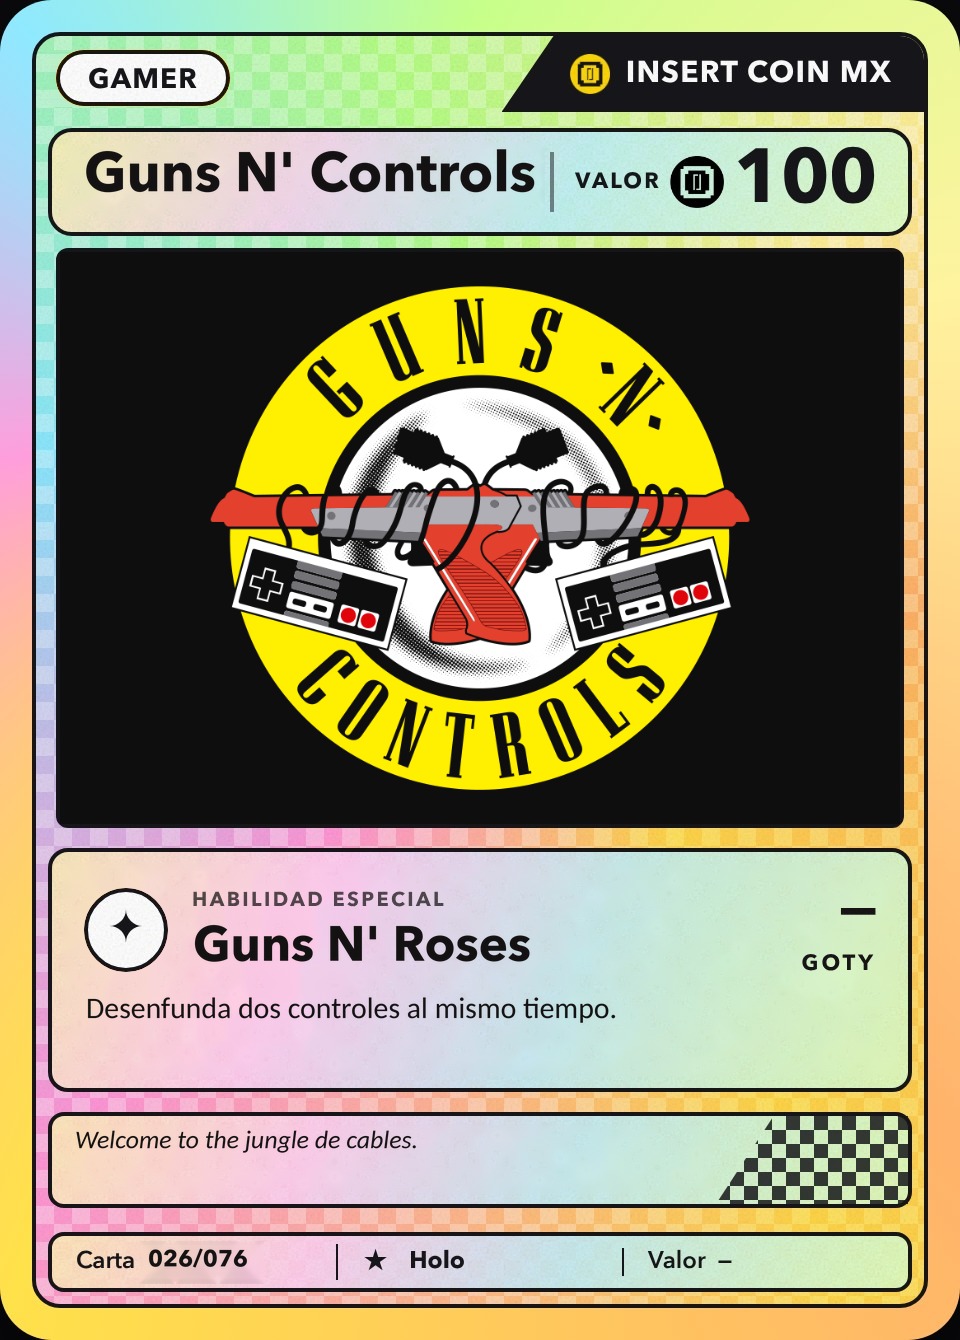 GAMER
INSERT COIN MX
Guns N' Controls
VALOR 100
GUNS ·N·
CONTROLS
HABILIDAD ESPECIAL
Guns N' Roses
–
GOTY
Desenfunda dos controles al mismo tiempo.
Welcome to the jungle de cables.
Carta 026/076
★ Holo
Valor –